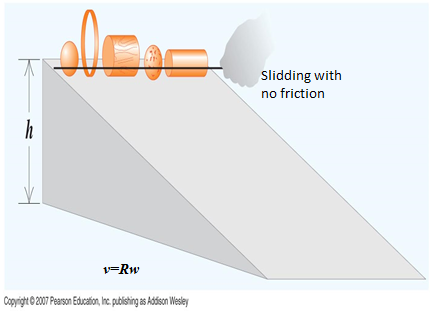 Slidding with
no friction
h
v=Rw
Copyright © 2007 Pearson Education, Inc. publishing as Addison Wesley